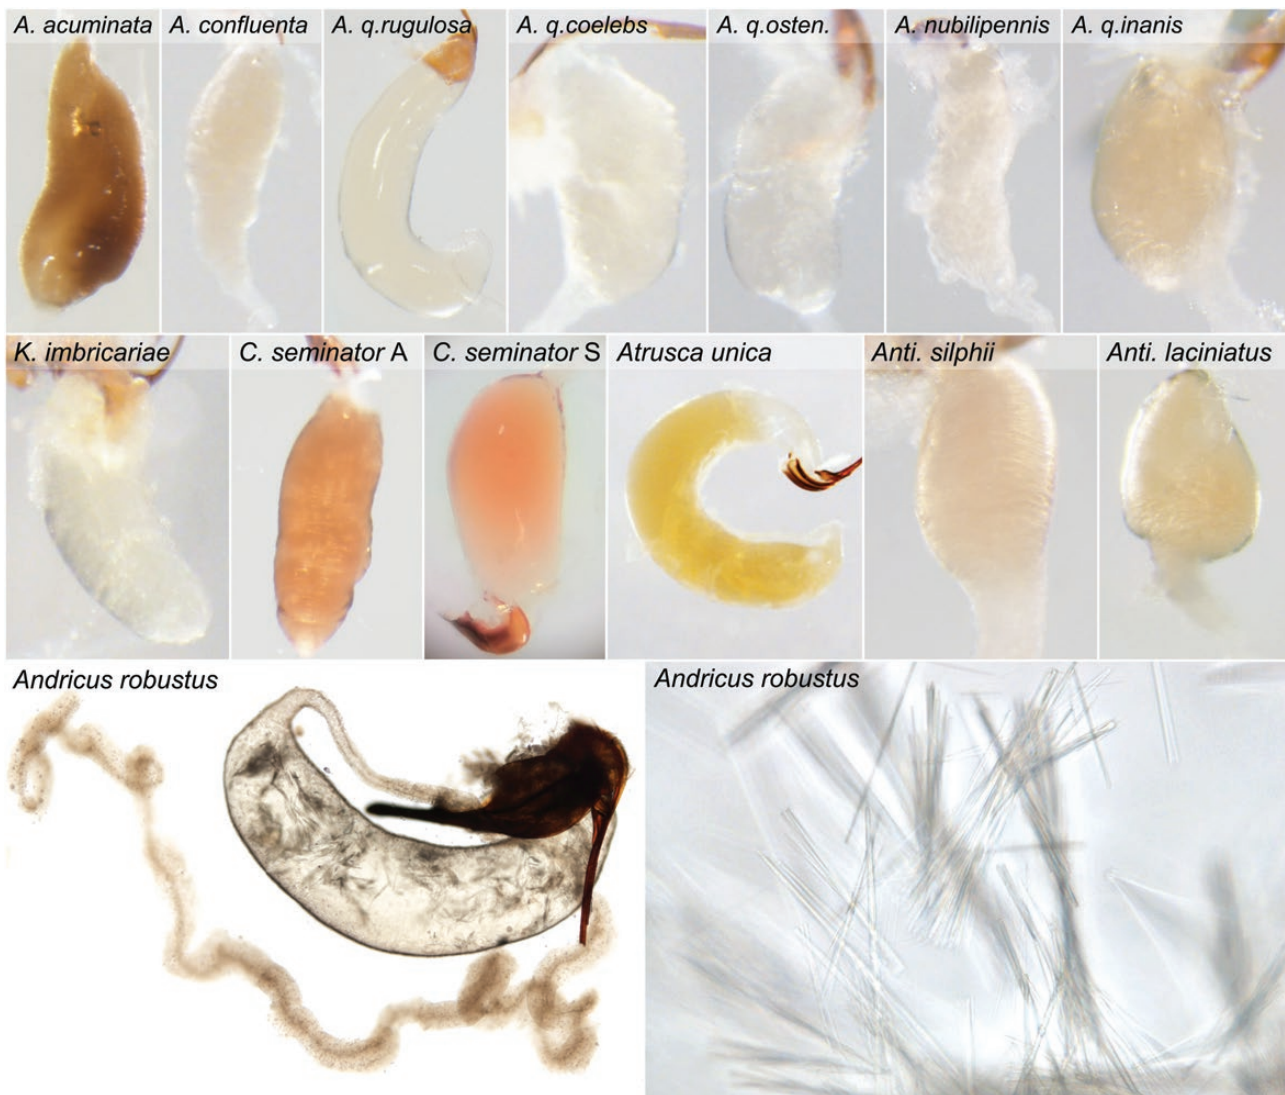 A. acuminata
A. confluenta
A. q.rugulosa
A. q.coelebs
A. q.osten.
A. nubilipennis
A. q.inanis
K. imbricariae
C. seminator A
C. seminator S
Atrusca unica
Anti. silphii
Anti. laciniatus
Andricus robustus
Andricus robustus